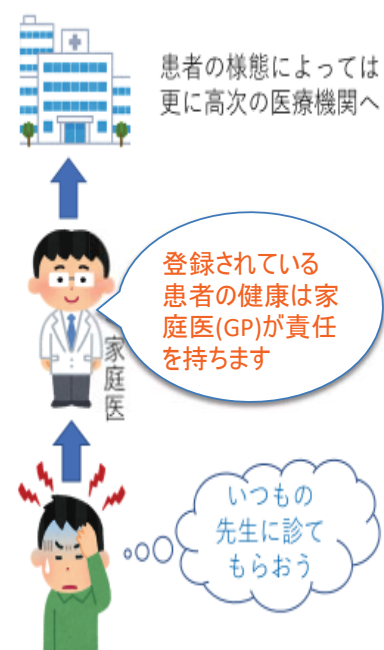 患者の様態によっては
更に高次の医療機関へ
登録されている
患者の健康は家
庭医(GP)が責任
を持ちます
家庭医
いつもの
先生に診て
もらおう